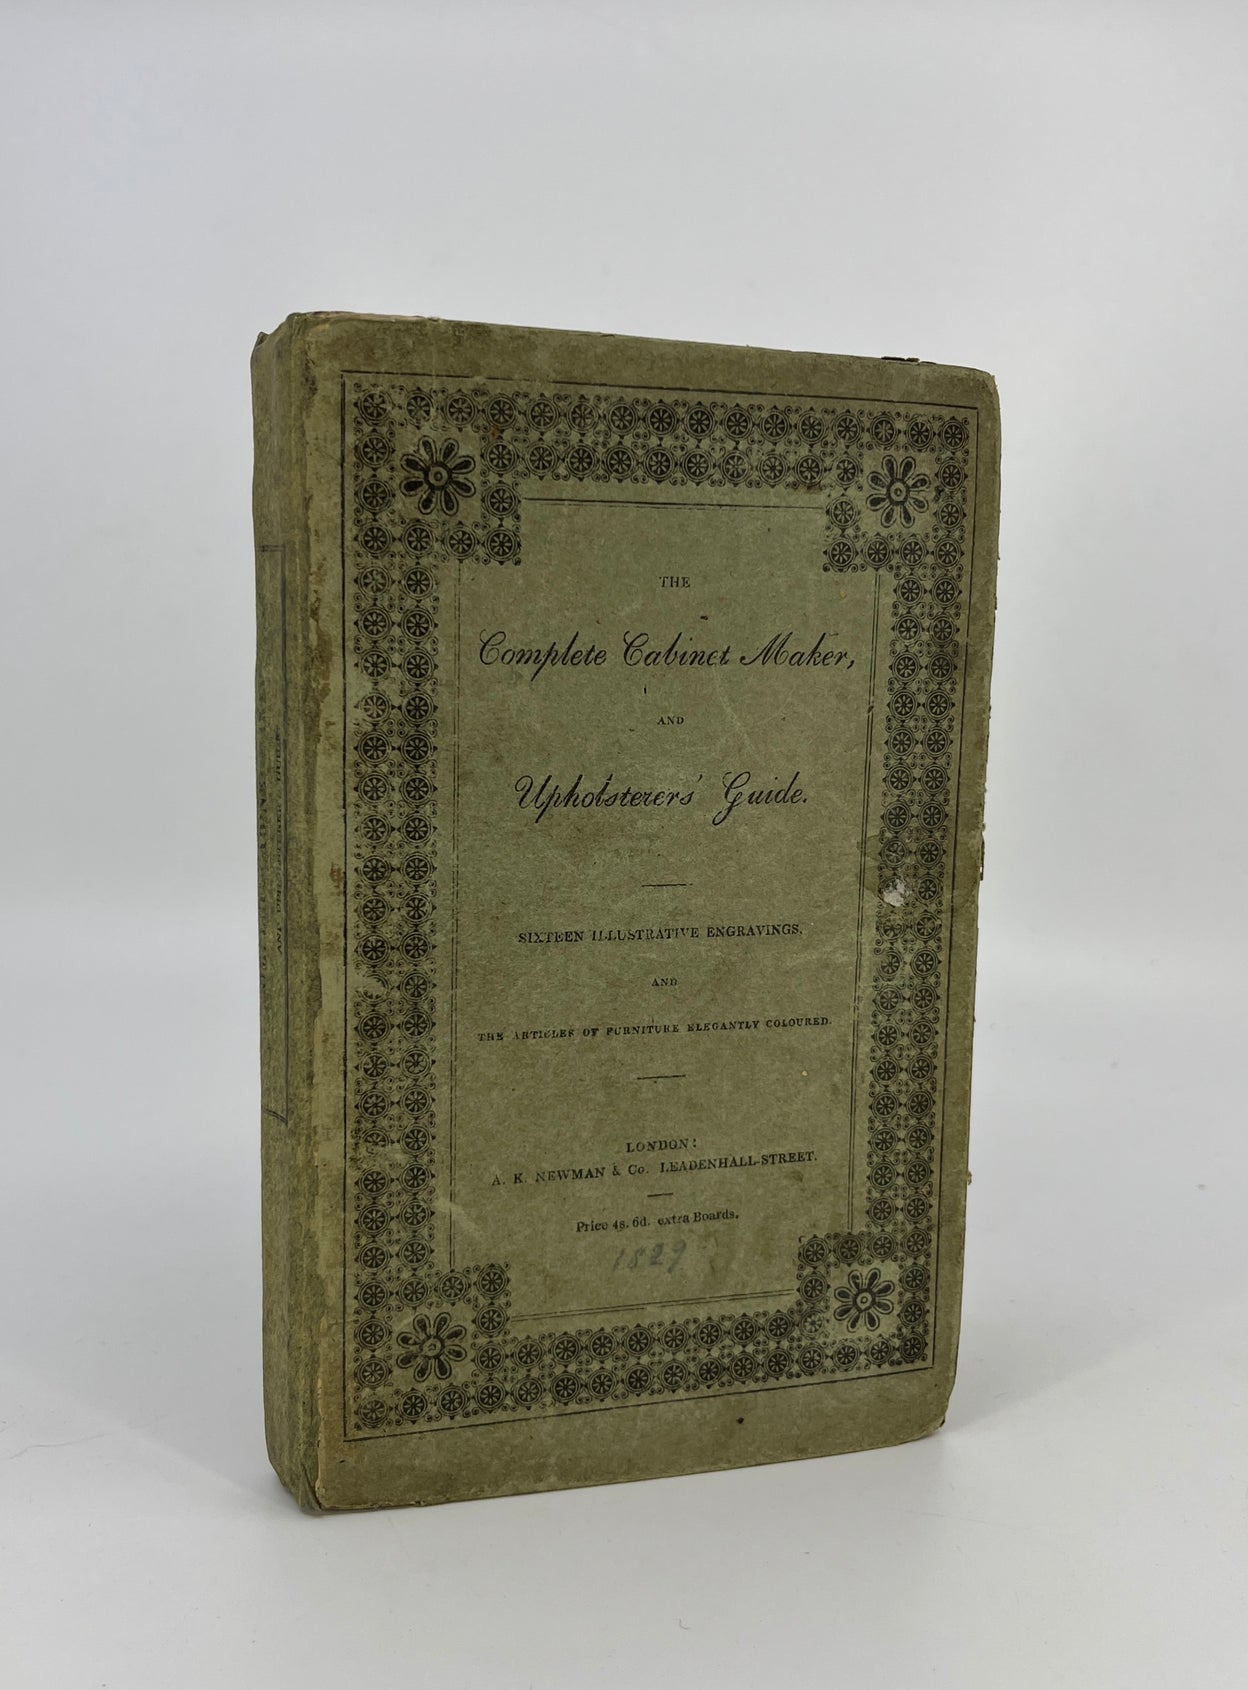 THE
Complete Cabinet Maker,
AND
Upholsterers' Guide.
SIXTEEN ILLUSTRATIVE ENGRAVINGS,
AND
THE ARTICLES OF FURNITURE ELEGANTLY COLOURED.
LONDON:
A. K. NEWMAN & Co. LEADENHALL-STREET.
Price 4s. 6d. extra Boards.
1829